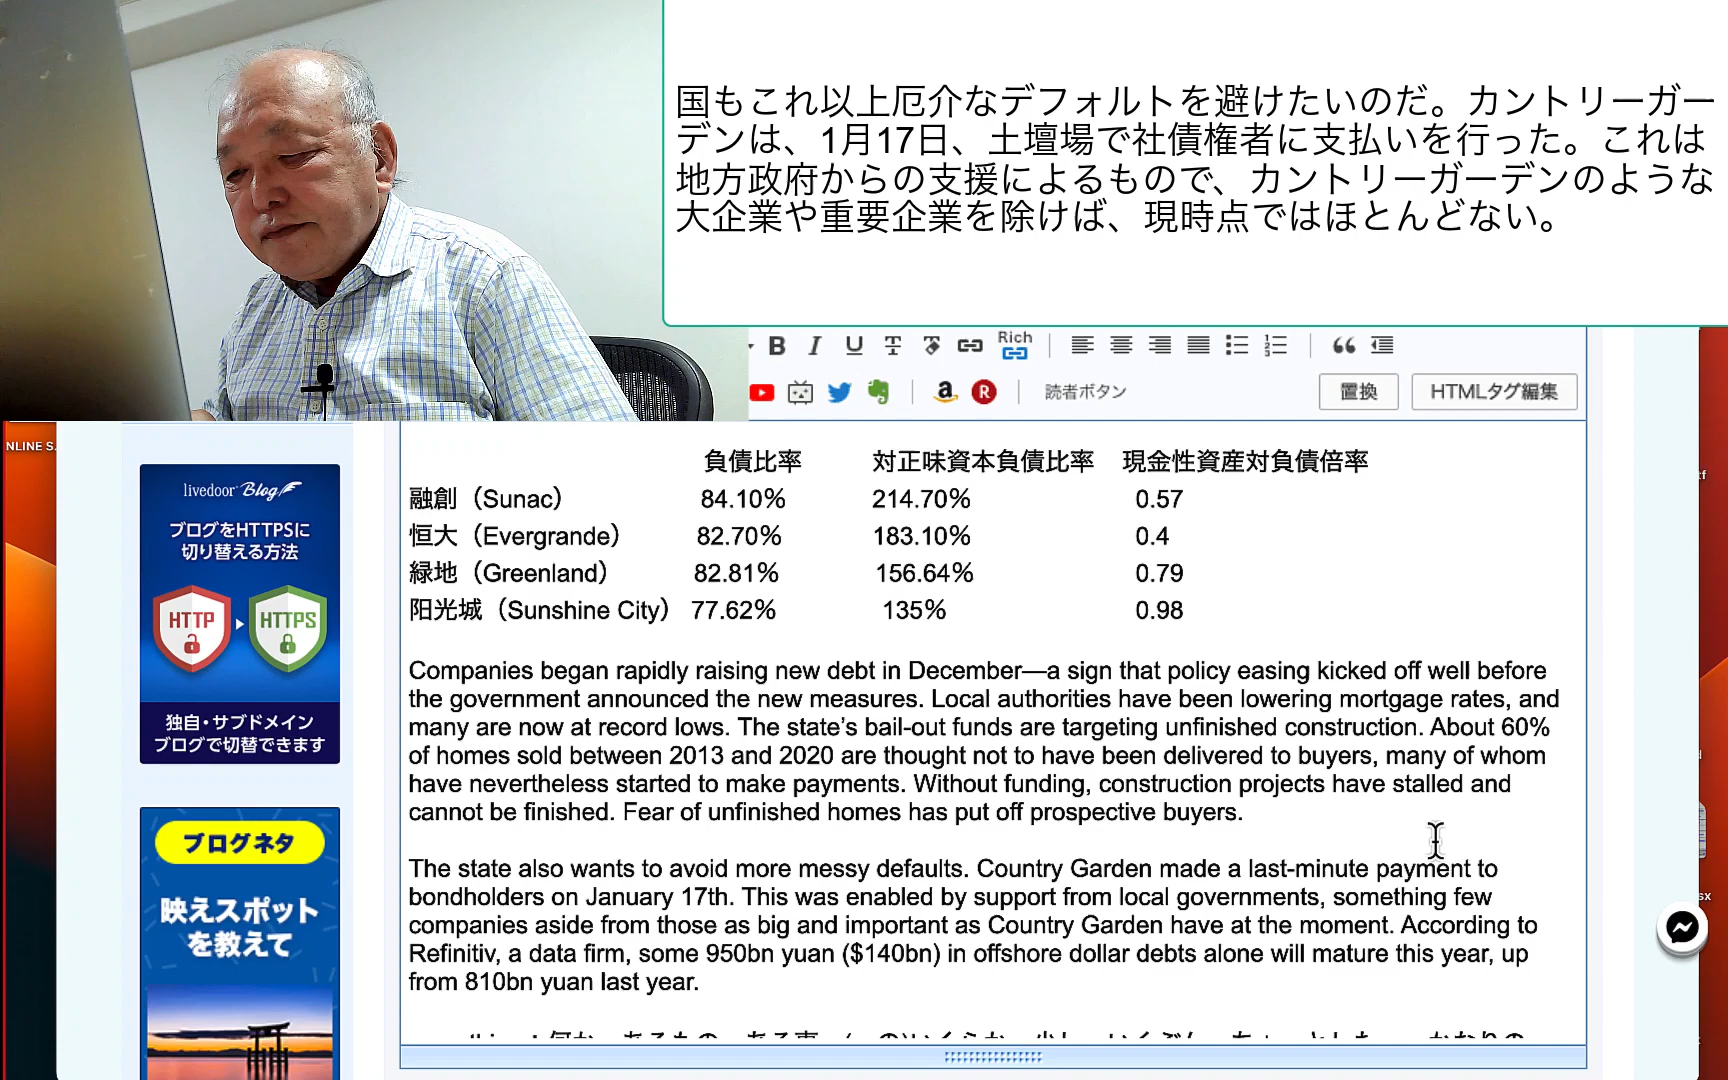 国もこれ以上厄介なデフォルトを避けたいのだ。カントリーガー
デンは、1月17日、土壇場で社債権者に支払いを行った。これは
地方政府からの支援によるもので、カントリーガーデンのような
大企業や重要企業を除けば、現時点ではほとんどない。
B I U T Rich
a R 読者ボタン 置換 HTMLタグ編集
NLINE S.
livedoor Blog
ブログをHTTPSに
切り替える方法
HTTP HTTPS
独自・サブドメイン
ブログで切替できます
ブログネタ
映えスポット
を教えて
負債比率 対正味資本負債比率 現金性資産対負債倍率
融創（Sunac） 84.10% 214.70% 0.57
恒大（Evergrande） 82.70% 183.10% 0.4
緑地（Greenland） 82.81% 156.64% 0.79
阳光城（Sunshine City） 77.62% 135% 0.98
Companies began rapidly raising new debt in December—a sign that policy easing kicked off well before
the government announced the new measures. Local authorities have been lowering mortgage rates, and
many are now at record lows. The state's bail-out funds are targeting unfinished construction. About 60%
of homes sold between 2013 and 2020 are thought not to have been delivered to buyers, many of whom
have nevertheless started to make payments. Without funding, construction projects have stalled and
cannot be finished. Fear of unfinished homes has put off prospective buyers.
The state also wants to avoid more messy defaults. Country Garden made a last-minute payment to
bondholders on January 17th. This was enabled by support from local governments, something few
companies aside from those as big and important as Country Garden have at the moment. According to
Refinitiv, a data firm, some 950bn yuan ($140bn) in offshore dollar debts alone will mature this year, up
from 810bn yuan last year.